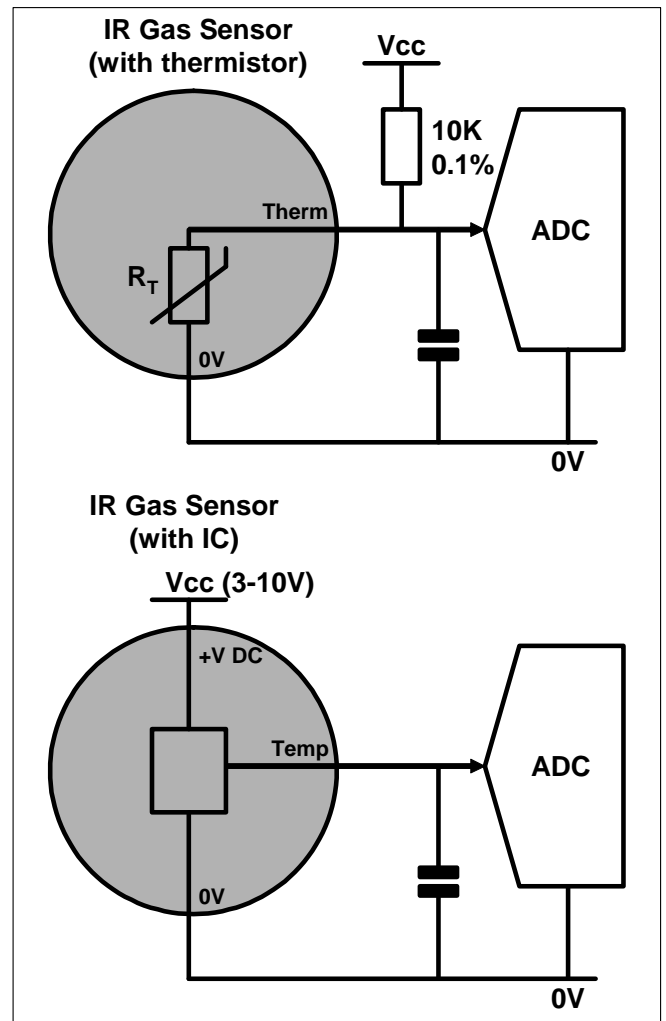 IR Gas Sensor
(with thermistor)
Vcc
10K
0.1%
Therm
ADC
RT
0V
0V
IR Gas Sensor
(with IC)
Vcc (3-10V)
+V DC
Temp
ADC
0V
0V